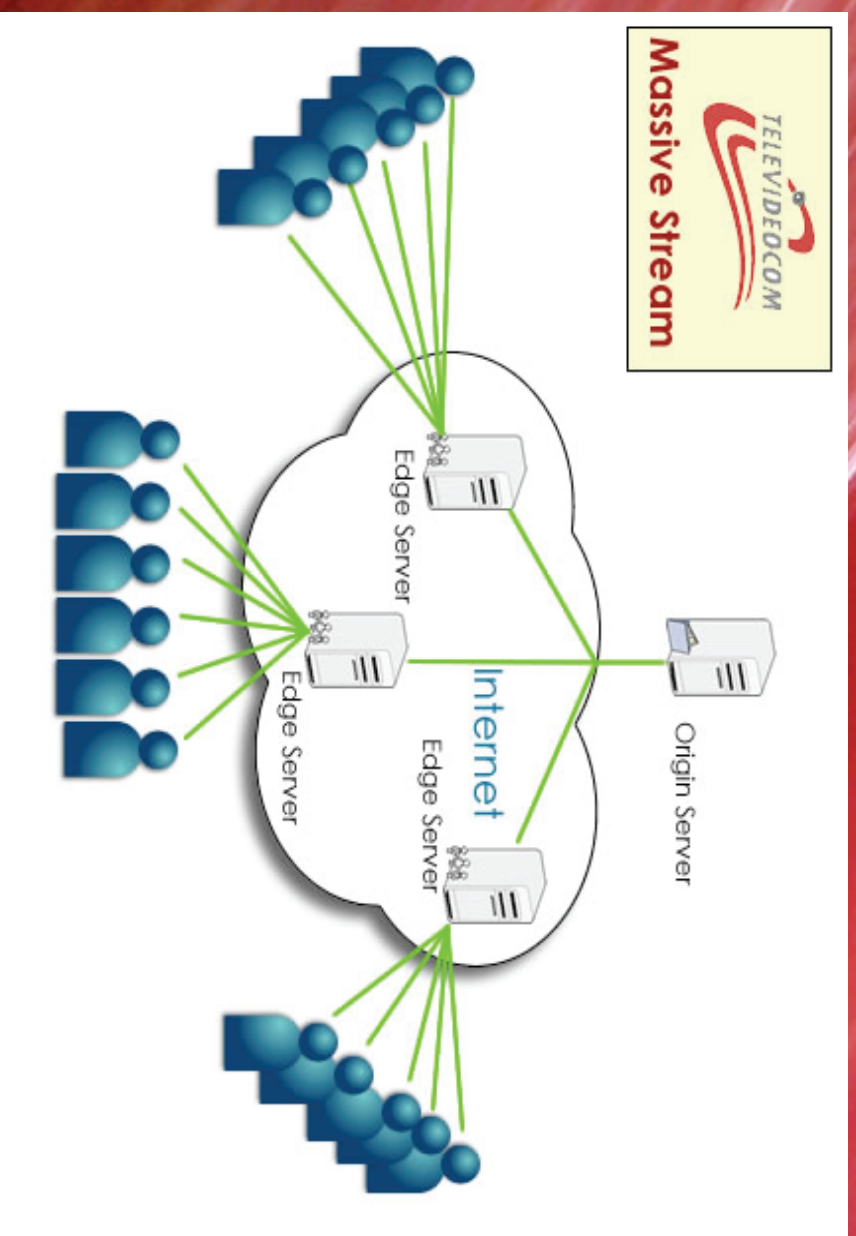 TELEVIDEOCOM
Massive Stream
Origin Server
Internet
Edge Server
Edge Server
Edge Server